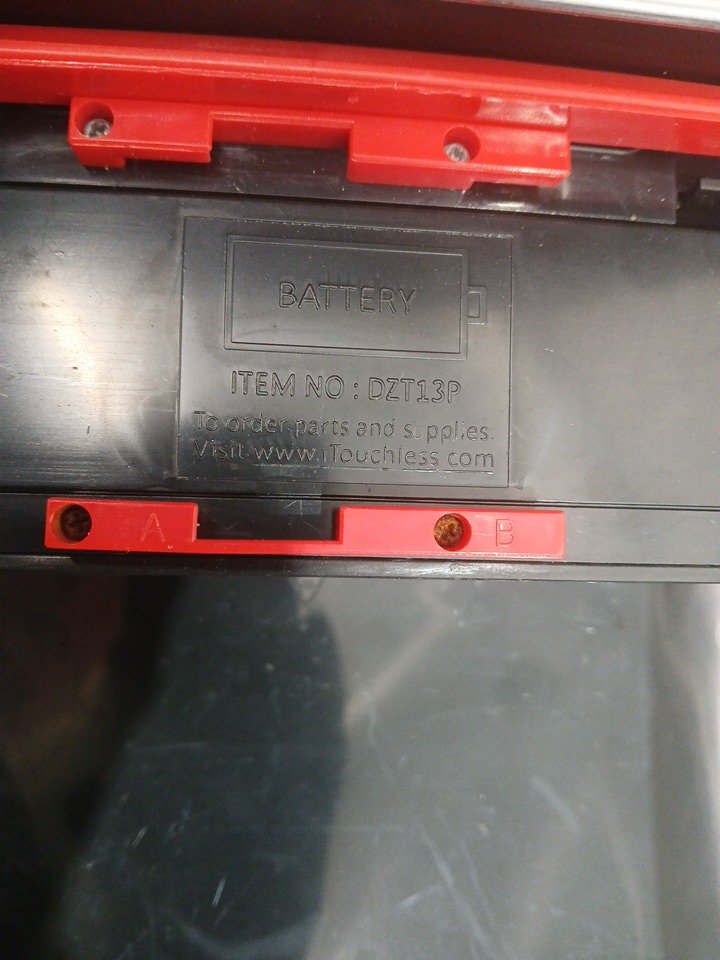 BATTERY
ITEM NO : DZT13P
To order parts and supplies.
Visit www.iTouchless.com
A
B